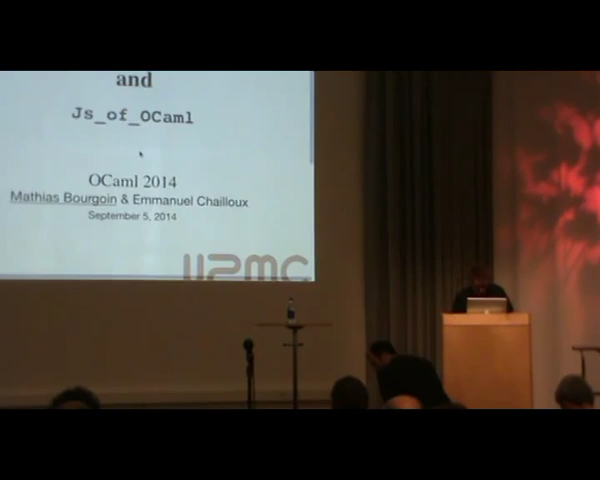 and
Js_of_OCaml
OCaml 2014
Mathias Bourgoin & Emmanuel Chailloux
September 5, 2014
UPMC